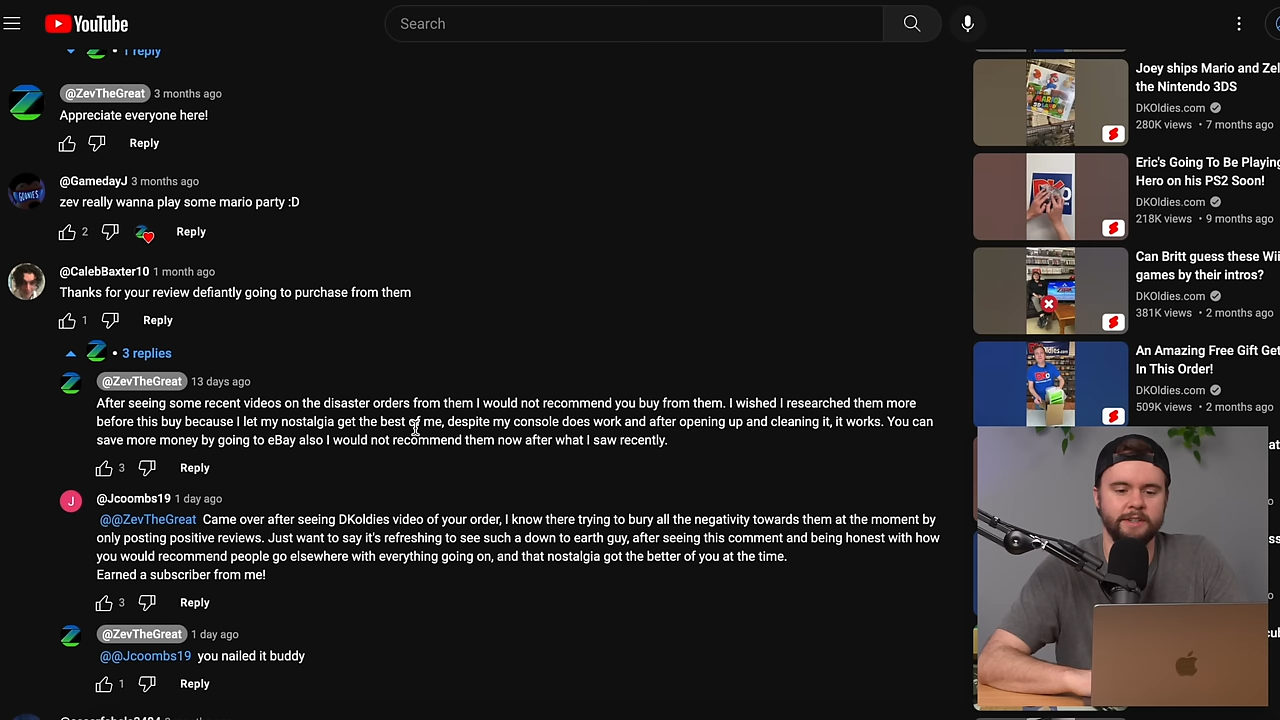 YouTube
Search
1 reply
@ZevTheGreat 3 months ago
Appreciate everyone here!
Reply
@GamedayJ 3 months ago
zev really wanna play some mario party :D
2
Reply
@CalebBaxter10 1 month ago
Thanks for your review defiantly going to purchase from them
1
Reply
• 3 replies
@ZevTheGreat 13 days ago
After seeing some recent videos on the disaster orders from them I would not recommend you buy from them. I wished I researched them more
before this buy because I let my nostalgia get the best of me, despite my console does work and after opening up and cleaning it, it works. You can
save more money by going to eBay also I would not recommend them now after what I saw recently.
3
Reply
J
@Jcoombs19 1 day ago
@@ZevTheGreat Came over after seeing DKoldies video of your order, I know there trying to bury all the negativity towards them at the moment by
only posting positive reviews. Just want to say it's refreshing to see such a down to earth guy, after seeing this comment and being honest with how
you would recommend people go elsewhere with everything going on, and that nostalgia got the better of you at the time.
Earned a subscriber from me!
3
Reply
@ZevTheGreat 1 day ago
@@Jcoombs19 you nailed it buddy
1
Reply
Joey ships Mario and Zel
the Nintendo 3DS
DKOldies.com
280K views • 7 months ago
Eric's Going To Be Playing
Hero on his PS2 Soon!
DKOldies.com
218K views • 9 months ago
Can Britt guess these Wii
games by their intros?
DKOldies.com
381K views • 2 months ago
An Amazing Free Gift Get
In This Order!
DKOldies.com
509K views • 2 months ago